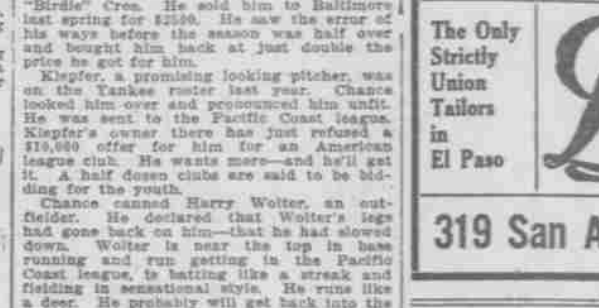 "Birdie" Cree. He sold him to Baltimore
last spring for $2500. He saw the error of
his ways before the season was half over
and bought him back at just double the
price he got for him.
Klepfer, a promising looking pitcher, was
on the Yankee roster last year. Chance
looked him over and pronounced him unfit.
He was sent to the Pacific Coast league.
Klepfer's owner there has just refused a
$10,000 offer for him for an American
league club. He wants more—and he'll get
it. A half dozen clubs are said to be bid-
ding for the youth.
Chance canned Harry Wolter, an out-
fielder. He declared that Wolter's legs
had gone back on him—that he had slowed
down. Wolter is near the top in base
running and run getting in the Pacific
Coast league, is batting like a streak and
fielding in sensational style. He runs like
a deer. He probably will get back into the
The Only
Strictly
Union
Tailors
in
El Paso
319 San A